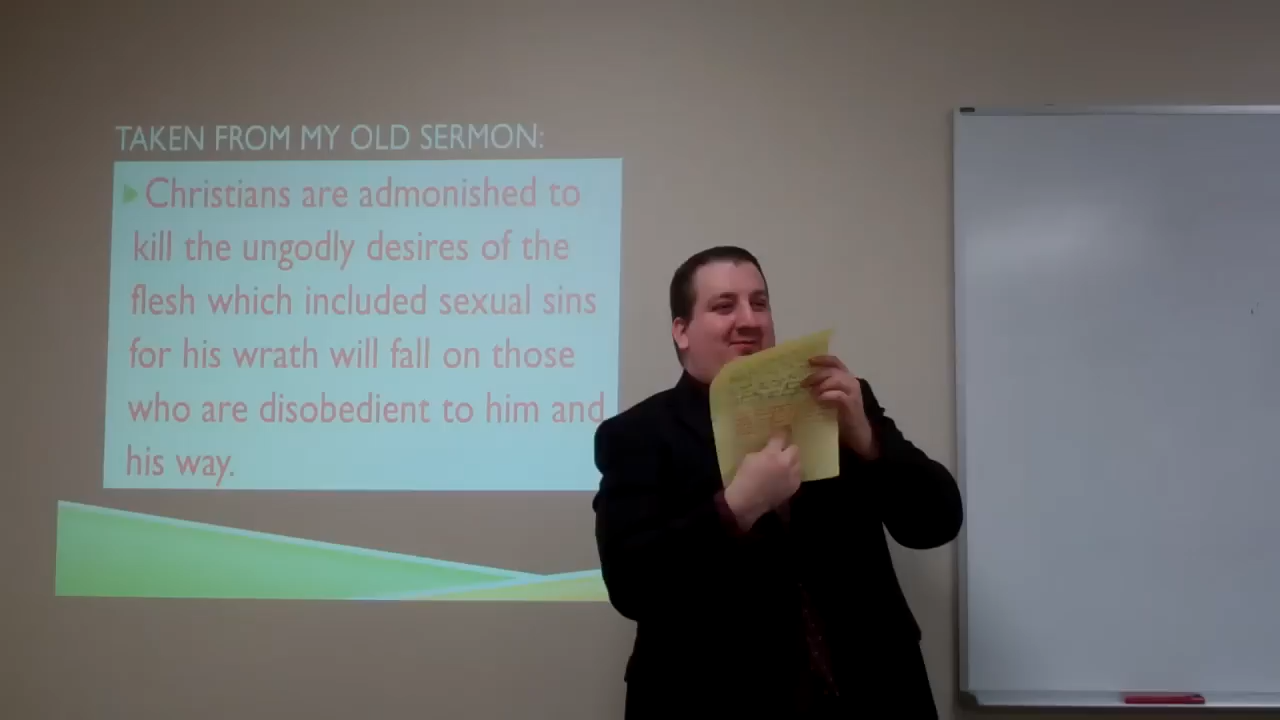 TAKEN FROM MY OLD SERMON:
Christians are admonished to
kill the ungodly desires of the
flesh which included sexual sins
for his wrath will fall on those
who are disobedient to him and
his way.